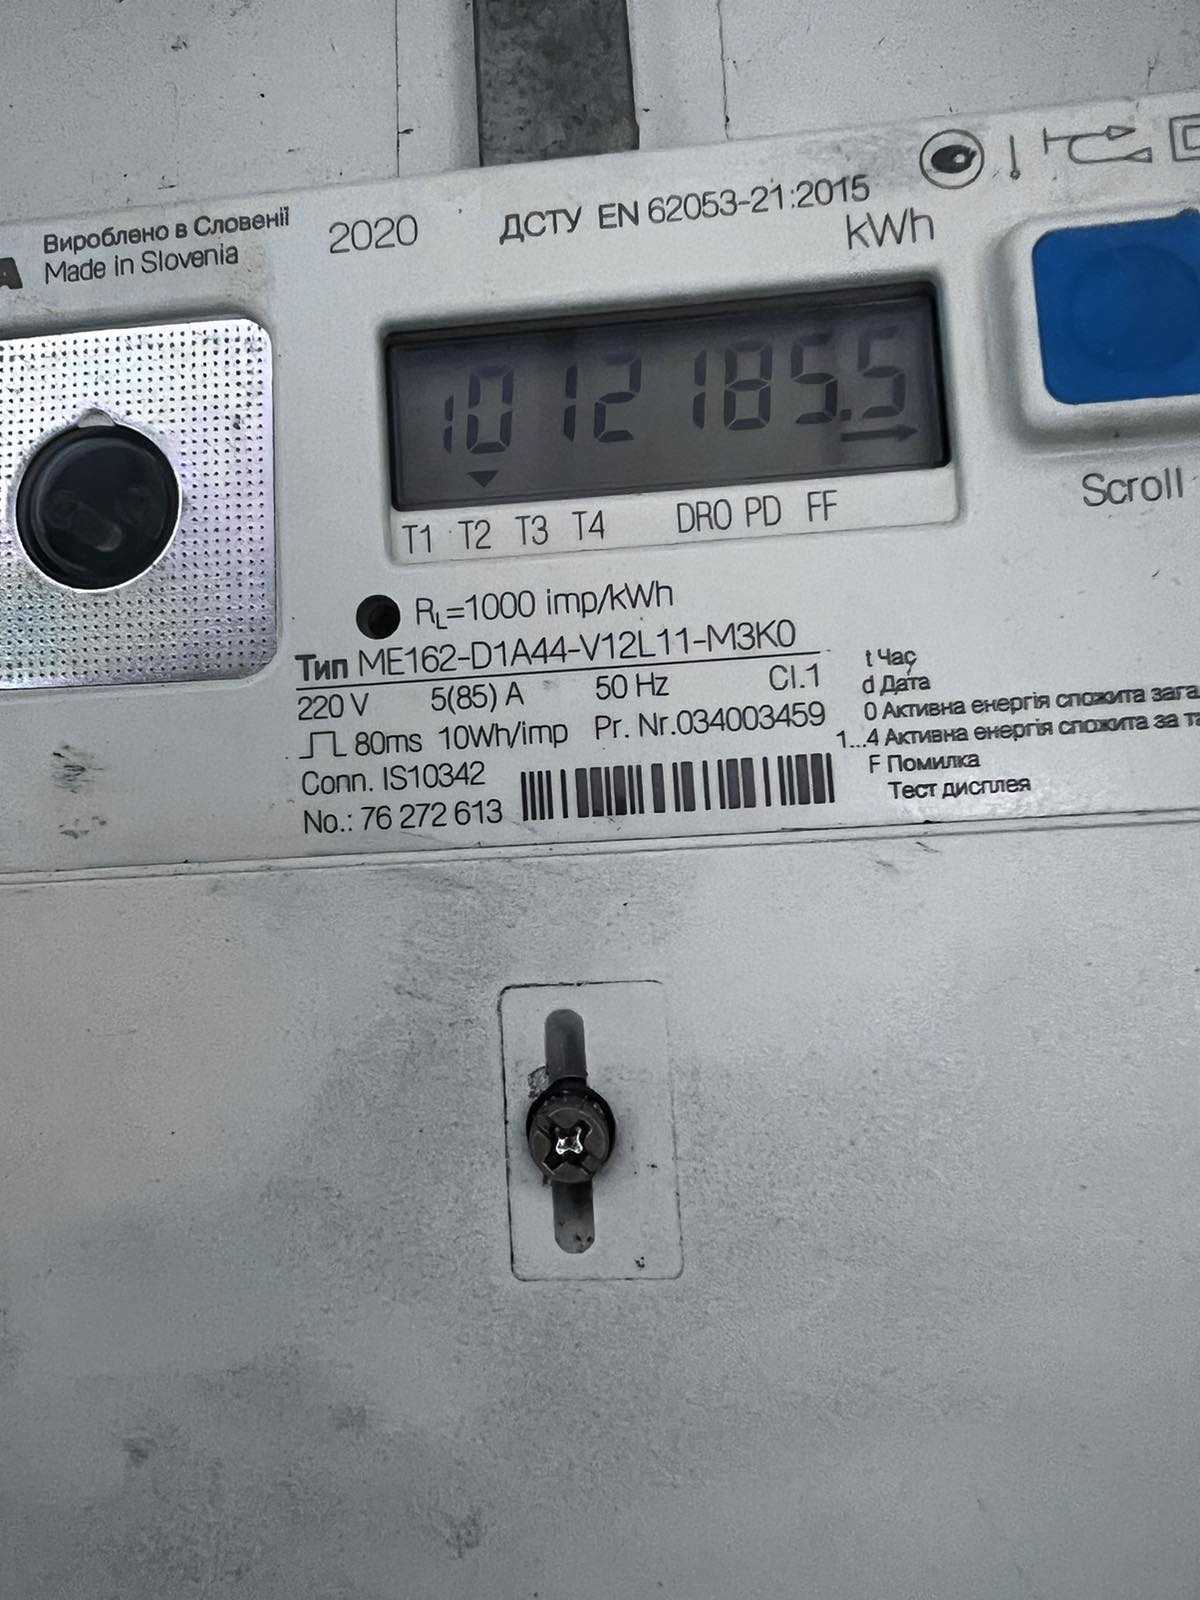 Вироблено в Словенії
Made in Slovenia
2020
ДСТУ EN 62053-21:2015
kWh
10 12 185.5
Scroll
T1 T2 T3 T4 DRO PD FF
RL=1000 imp/kWh
Тип ME162-D1A44-V12L11-M3K0
220 V 5(85) A 50 Hz Cl.1
80ms 10Wh/imp Pr. Nr.034003459
Conn. IS10342
No.: 76 272 613
t Час
d Дата
0 Активна енергія спожита
1...4 Активна енергія спожита за
F Помилка
Тест дисплея